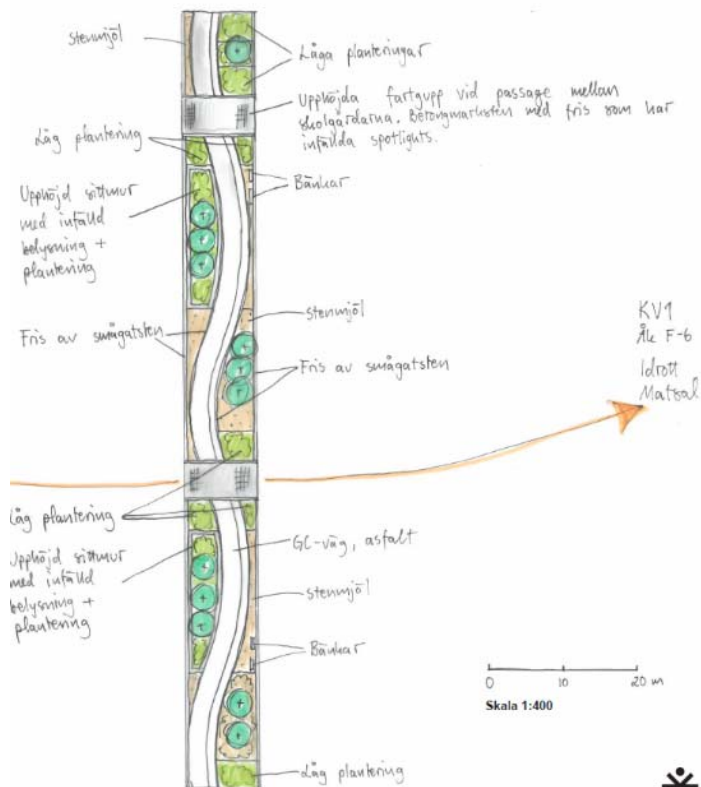 Stenmjöl
Låga planteringar
Upphöjda fartgupp vid passage mellan
skolgårdarna. Betongmarksten med fris som har
infällda spotlights.
Låg plantering
Bänkar
Upphöjd sittmur
med infälld
belysning +
plantering
Stenmjöl
Fris av smågatsten
Fris av smågatsten
KV1
Åk F-6
Idrott
Matsal
Låg plantering
GC-väg, asfalt
Upphöjd sittmur
med infälld
belysning +
plantering
Stenmjöl
Bänkar
0 10 20 m
Skala 1:400
Låg plantering